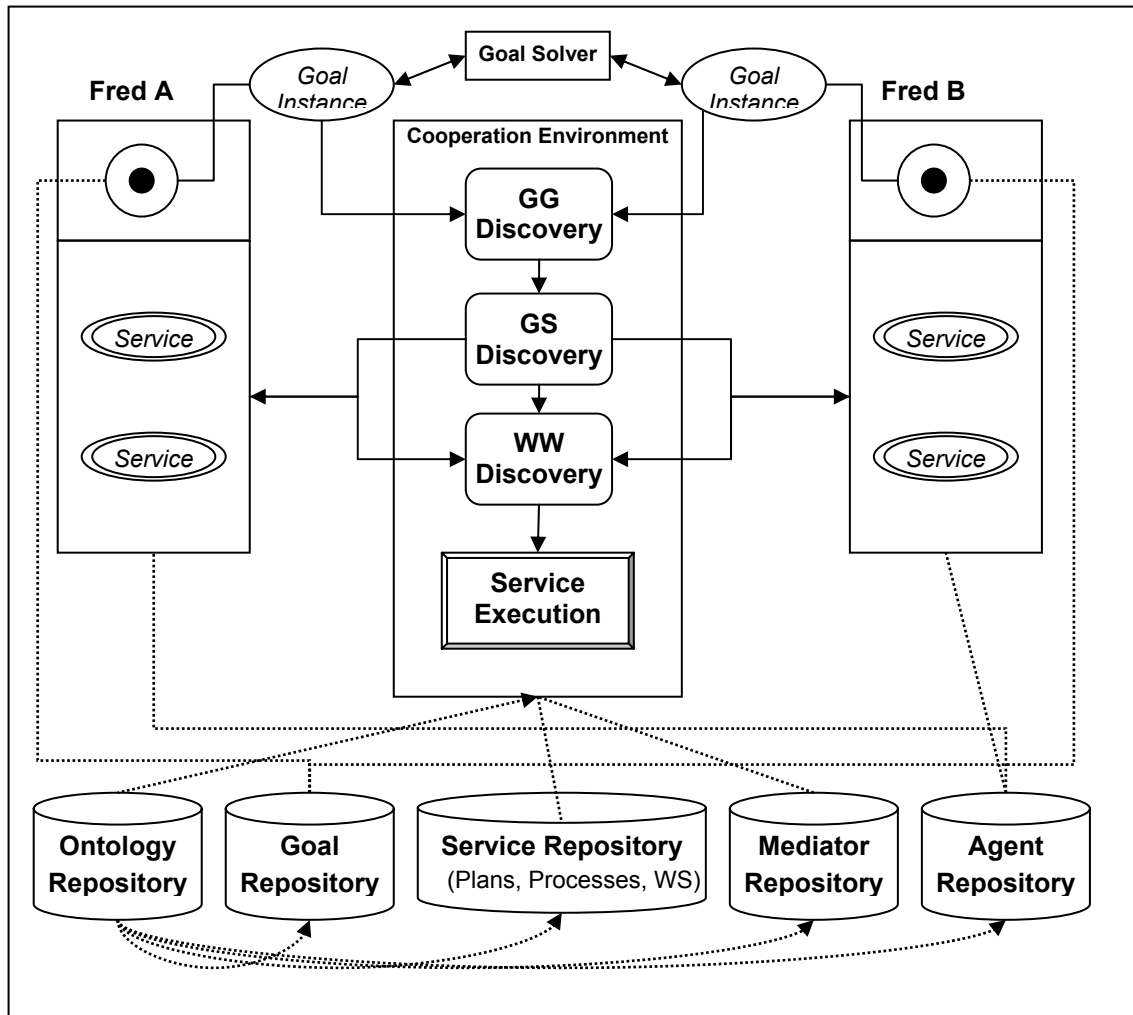 Goal Solver
Goal
Instance
Goal
Instance
Fred A
Fred B
Cooperation Environment
GG
Discovery
GS
Discovery
WW
Discovery
Service
Execution
Service
Service
Service
Service
Ontology
Repository
Goal
Repository
Service Repository
(Plans, Processes, WS)
Mediator
Repository
Agent
Repository